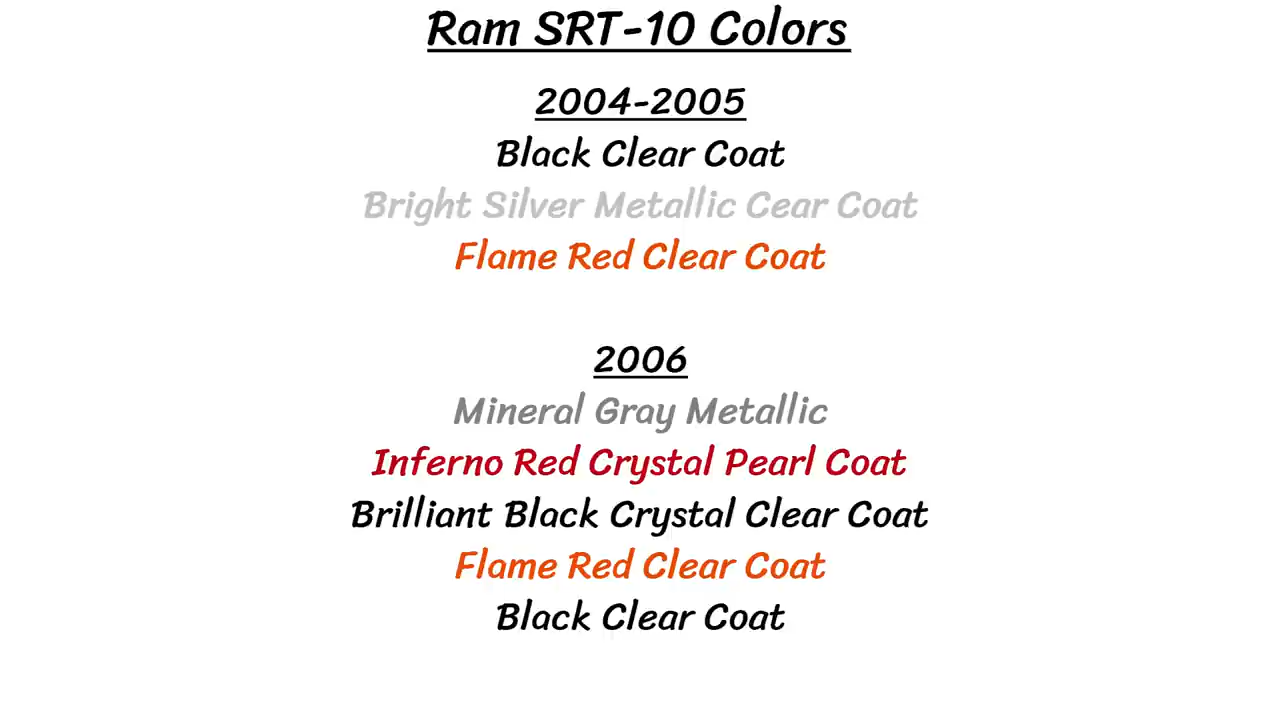 Ram SRT-10 Colors
2004-2005
Black Clear Coat
Bright Silver Metallic Cear Coat
Flame Red Clear Coat
2006
Mineral Gray Metallic
Inferno Red Crystal Pearl Coat
Brilliant Black Crystal Clear Coat
Flame Red Clear Coat
Black Clear Coat